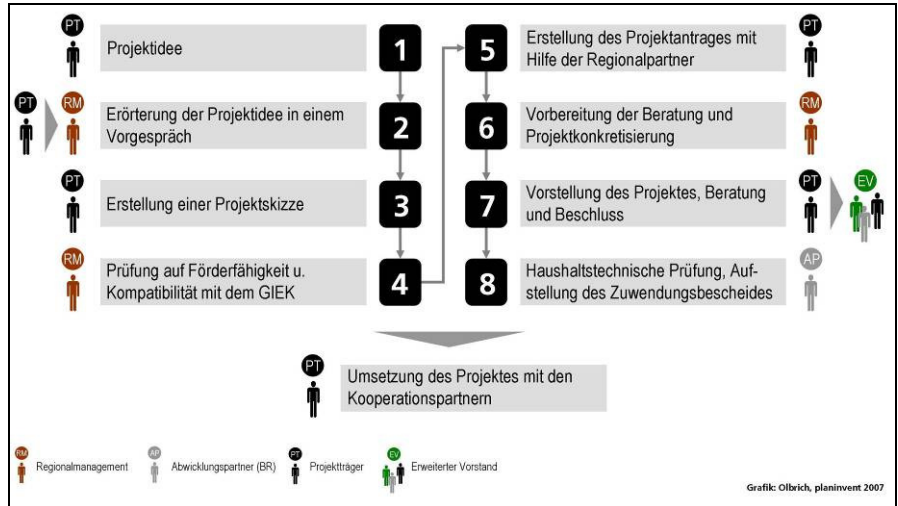 PT
Projektidee
1
PT
RM
Erörterung der Projektidee in einem
Vorgespräch
2
PT
Erstellung einer Projektskizze
3
RM
Prüfung auf Förderfähigkeit u.
Kompatibilität mit dem GIEK
4
5
Erstellung des Projektantrages mit
Hilfe der Regionalpartner
PT
6
Vorbereitung der Beratung und
Projektkonkretisierung
RM
7
Vorstellung des Projektes, Beratung
und Beschluss
PT
EV
8
Haushaltstechnische Prüfung, Auf-
stellung des Zuwendungsbescheides
AP
PT
Umsetzung des Projektes mit den
Kooperationspartnern
RM
Regionalmanagement
AP
Abwicklungspartner (BR)
PT
Projektträger
EV
Erweiterter Vorstand
Grafik: Olbrich, planinvent 2007